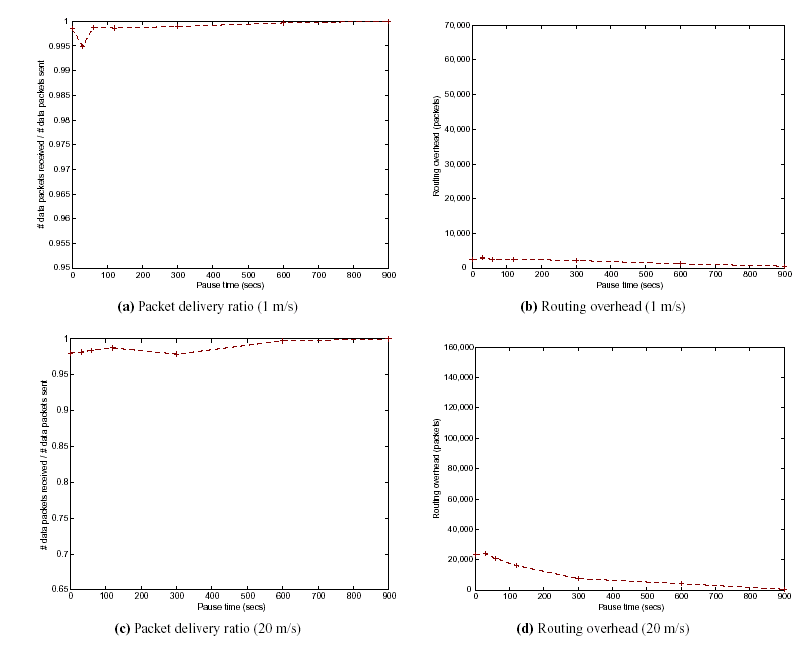 1
0.995
0.99
0.985
0.98
0.975
0.97
0.965
0.96
0.955
0.95
# data packets received / # data packets sent
0 100 200 300 400 500 600 700 800 900
Pause time (secs)
(a) Packet delivery ratio (1 m/s)
70,000
60,000
50,000
40,000
30,000
20,000
10,000
0
Routing overhead (packets)
0 100 200 300 400 500 600 700 800 900
Pause time (secs)
(b) Routing overhead (1 m/s)
1
0.95
0.9
0.85
0.8
0.75
0.7
0.65
# data packets received / # data packets sent
0 100 200 300 400 500 600 700 800 900
Pause time (secs)
(c) Packet delivery ratio (20 m/s)
160,000
140,000
120,000
100,000
80,000
60,000
40,000
20,000
0
Routing overhead (packets)
0 100 200 300 400 500 600 700 800 900
Pause time (secs)
(d) Routing overhead (20 m/s)